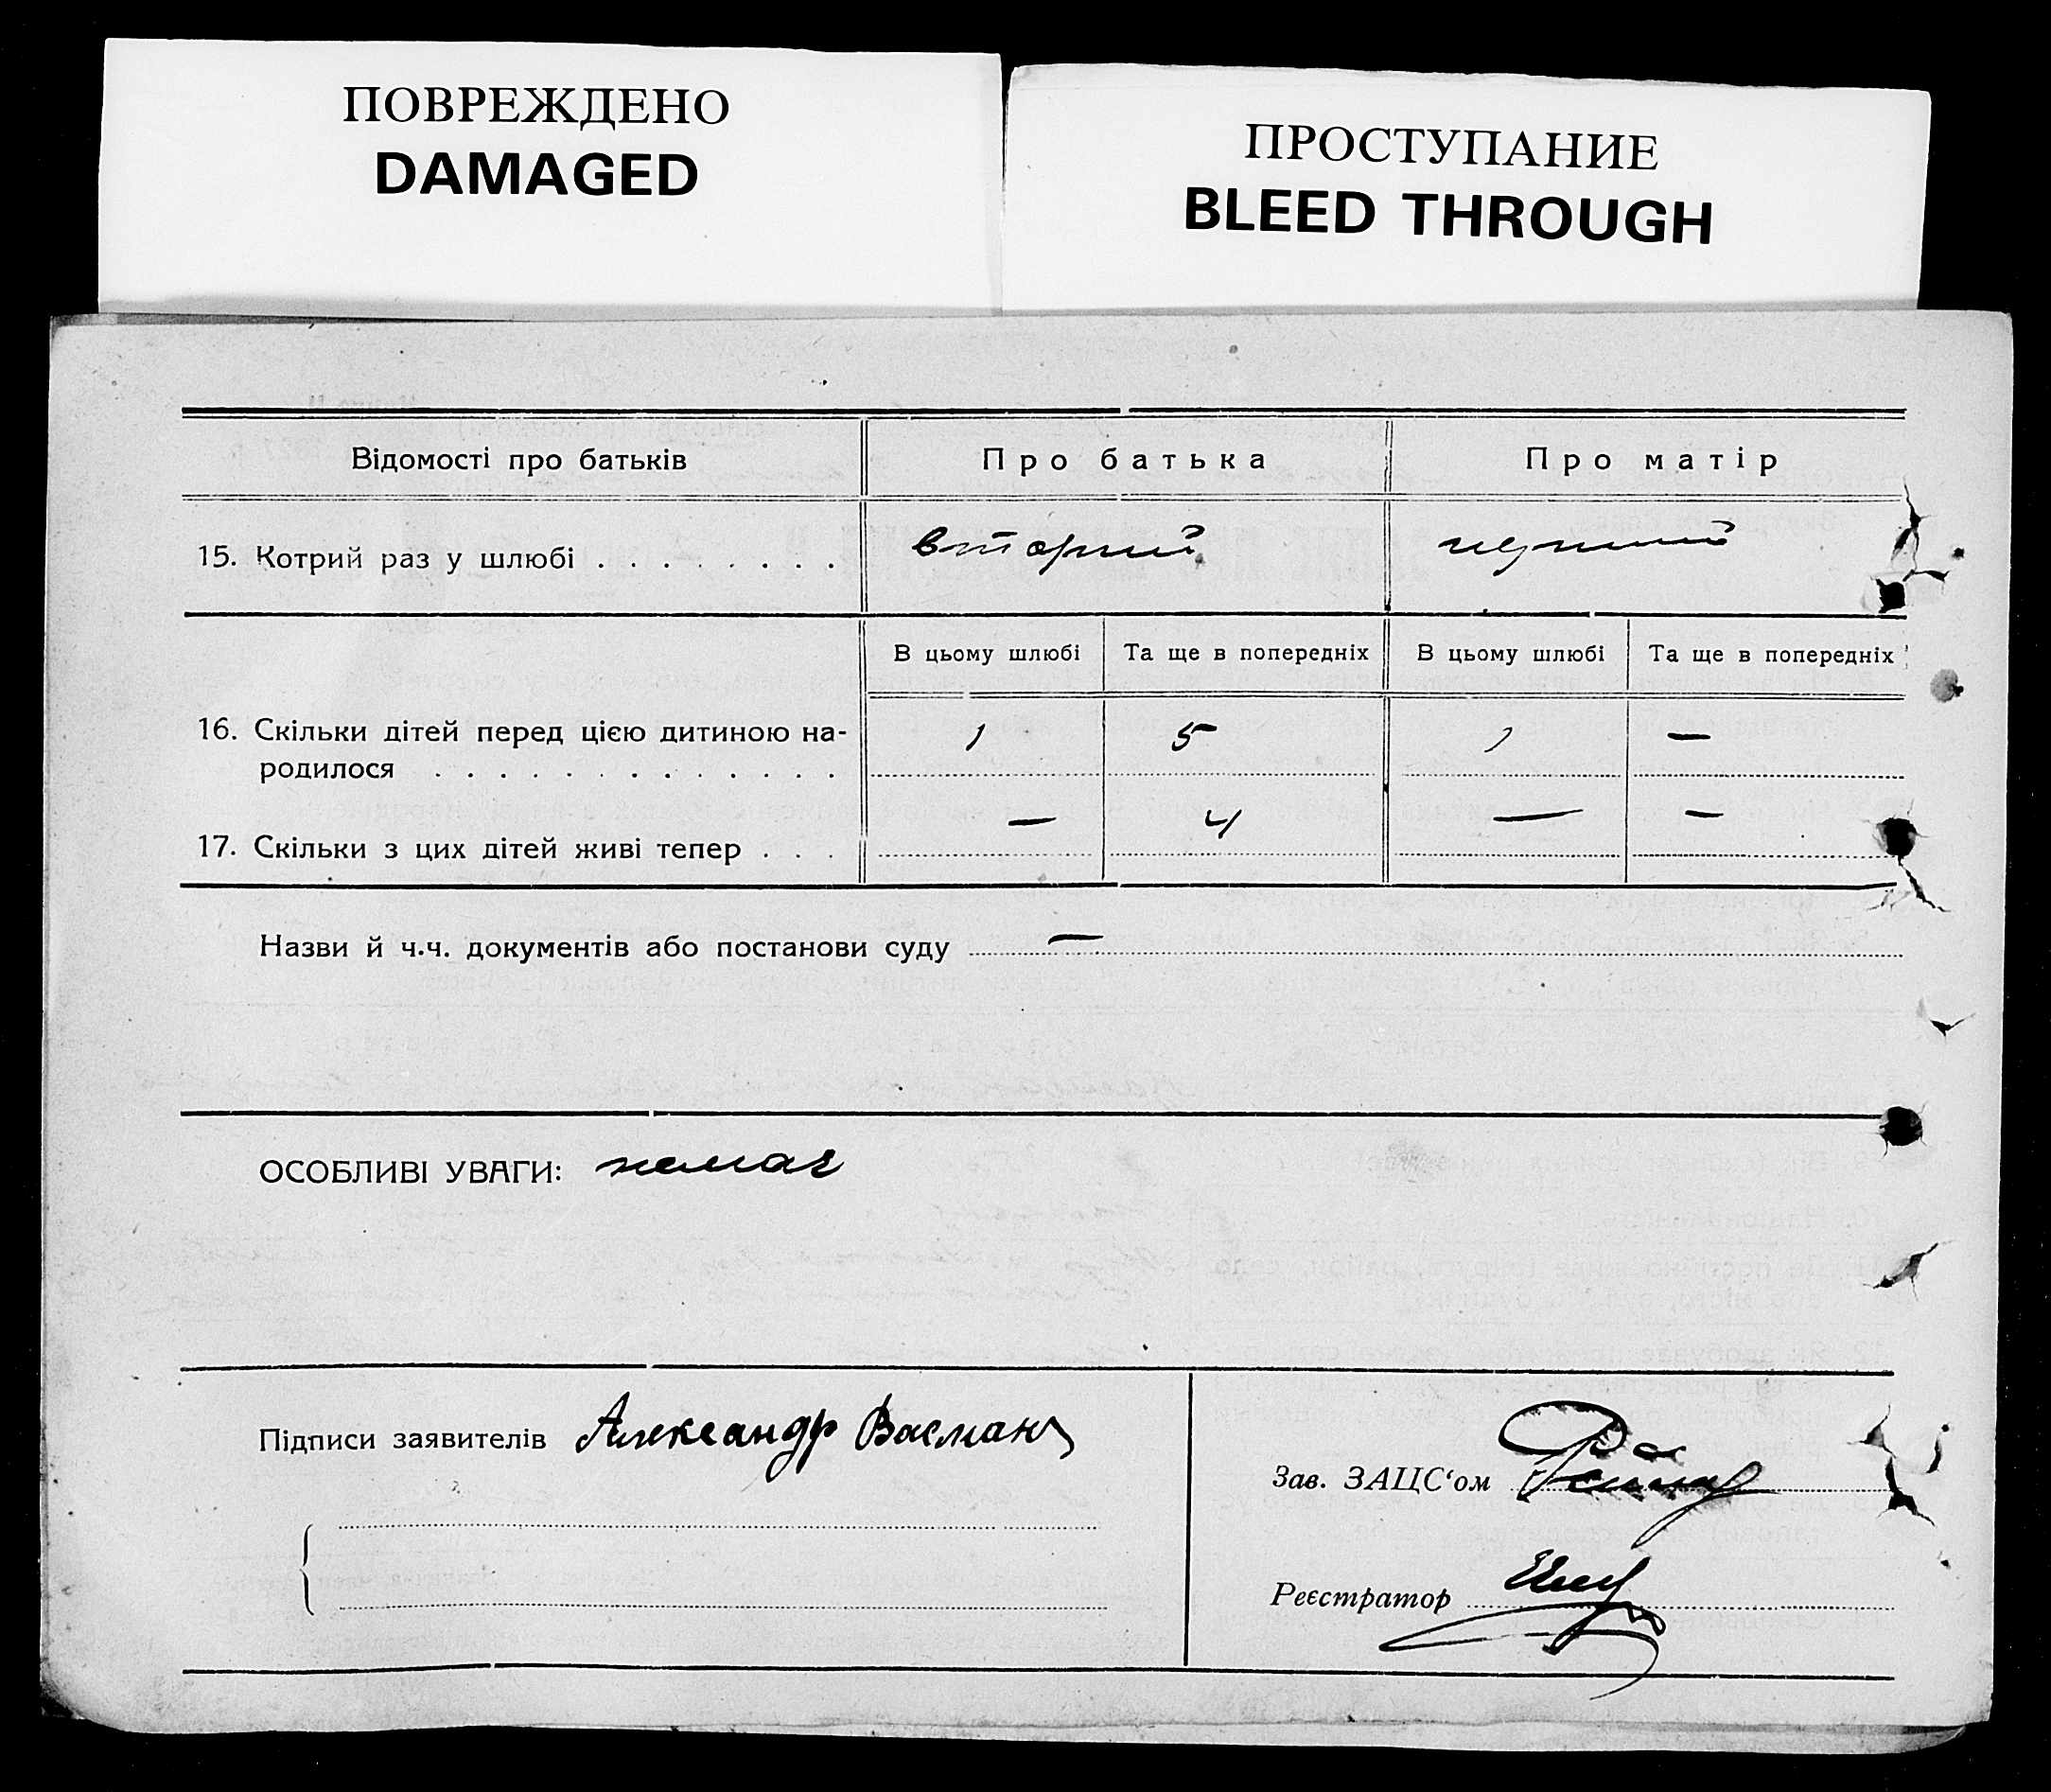 ПОВРЕЖДЕНО
DAMAGED
ПРОСТУПАНИЕ
BLEED THROUGH
Відомості про батьків
Про батька
Про матір
15. Котрий раз у шлюбі . . . . . . . .
вторий
перший
В цьому шлюбі
Та ще в попередніх
В цьому шлюбі
Та ще в попередніх
16. Скільки дітей перед цією дитиною на-
родилося . . . . . . . . . . . . .
1
5
1
—
17. Скільки з цих дітей живі тепер . . .
—
4
—
—
Назви й ч.ч. документів або постанови суду —
ОСОБЛИВІ УВАГИ: немає
Підписи заявителів Александр Васман
Зав. ЗАЦС‘ом
Реєстратор